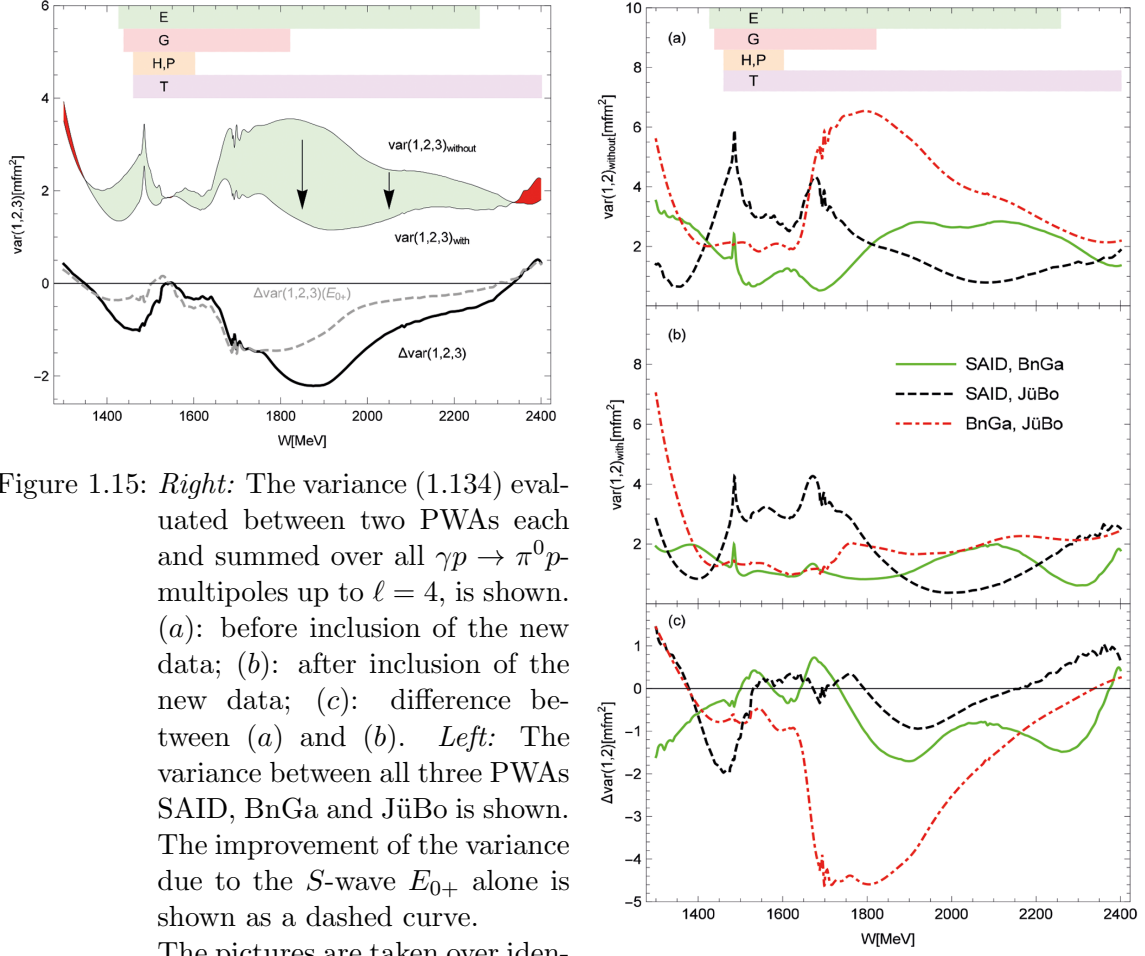 6
4
2
0
−2
var(1,2,3)[mfm²]
E
G
H,P
T
var(1,2,3)without
var(1,2,3)with
Δvar(1,2,3)(E₀₊)
Δvar(1,2,3)
1400 1600 1800 2000 2200 2400
W[MeV]
Figure 1.15: Right: The variance (1.134) eval-
uated between two PWAs each
and summed over all γp → π⁰p-
multipoles up to ℓ = 4, is shown.
(a): before inclusion of the new
data; (b): after inclusion of the
new data; (c): difference be-
tween (a) and (b). Left: The
variance between all three PWAs
SAID, BnGa and JüBo is shown.
The improvement of the variance
due to the S-wave E₀₊ alone is
shown as a dashed curve.
The pictures are taken over iden-
10
8
6
4
2
var(1,2)without[mfm²]
(a)
E
G
H,P
T
(b)
8
6
4
2
var(1,2)with[mfm²]
SAID, BnGa
SAID, JüBo
BnGa, JüBo
(c)
1
0
−1
−2
−3
−4
−5
Δvar(1,2)[mfm²]
1400 1600 1800 2000 2200 2400
W[MeV]